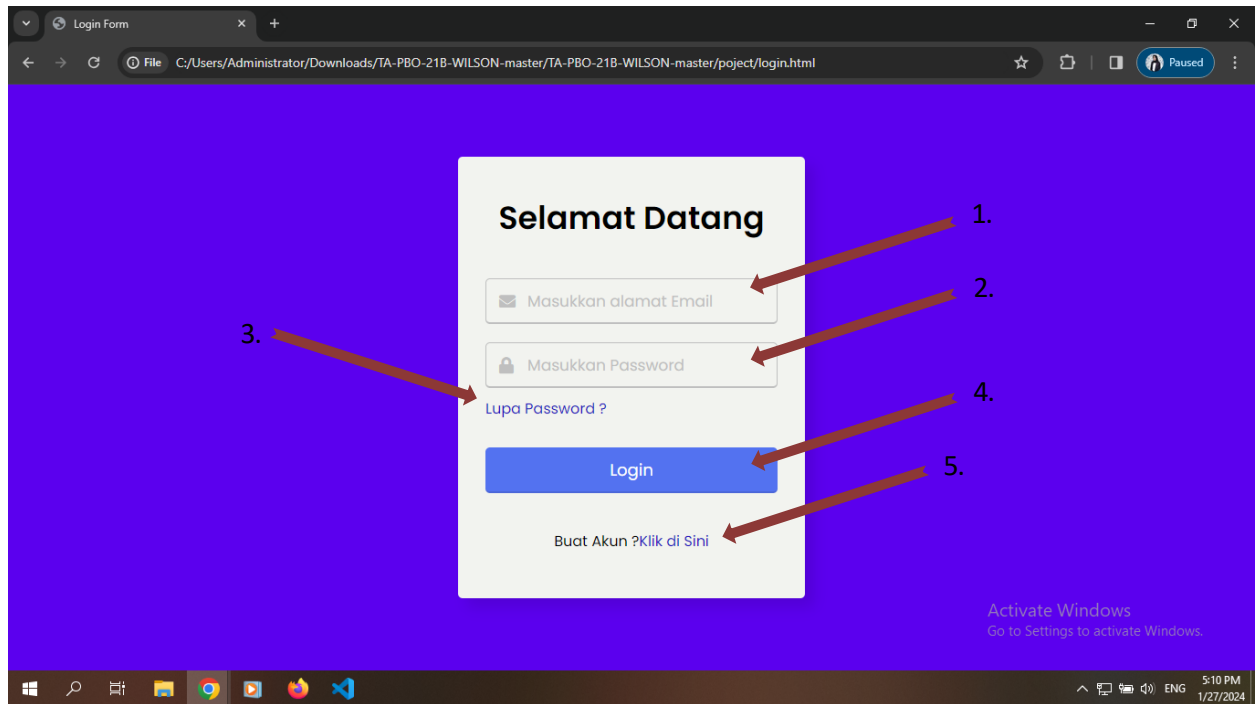 Login Form
File C:/Users/Administrator/Downloads/TA-PBO-21B-WILSON-master/TA-PBO-21B-WILSON-master/poject/login.html Paused
Selamat Datang
1.
Masukkan alamat Email
2.
3.
Masukkan Password
Lupa Password ?
4.
Login
5.
Buat Akun ?Klik di Sini
Activate Windows
Go to Settings to activate Windows.
ENG 5:10 PM
1/27/2024